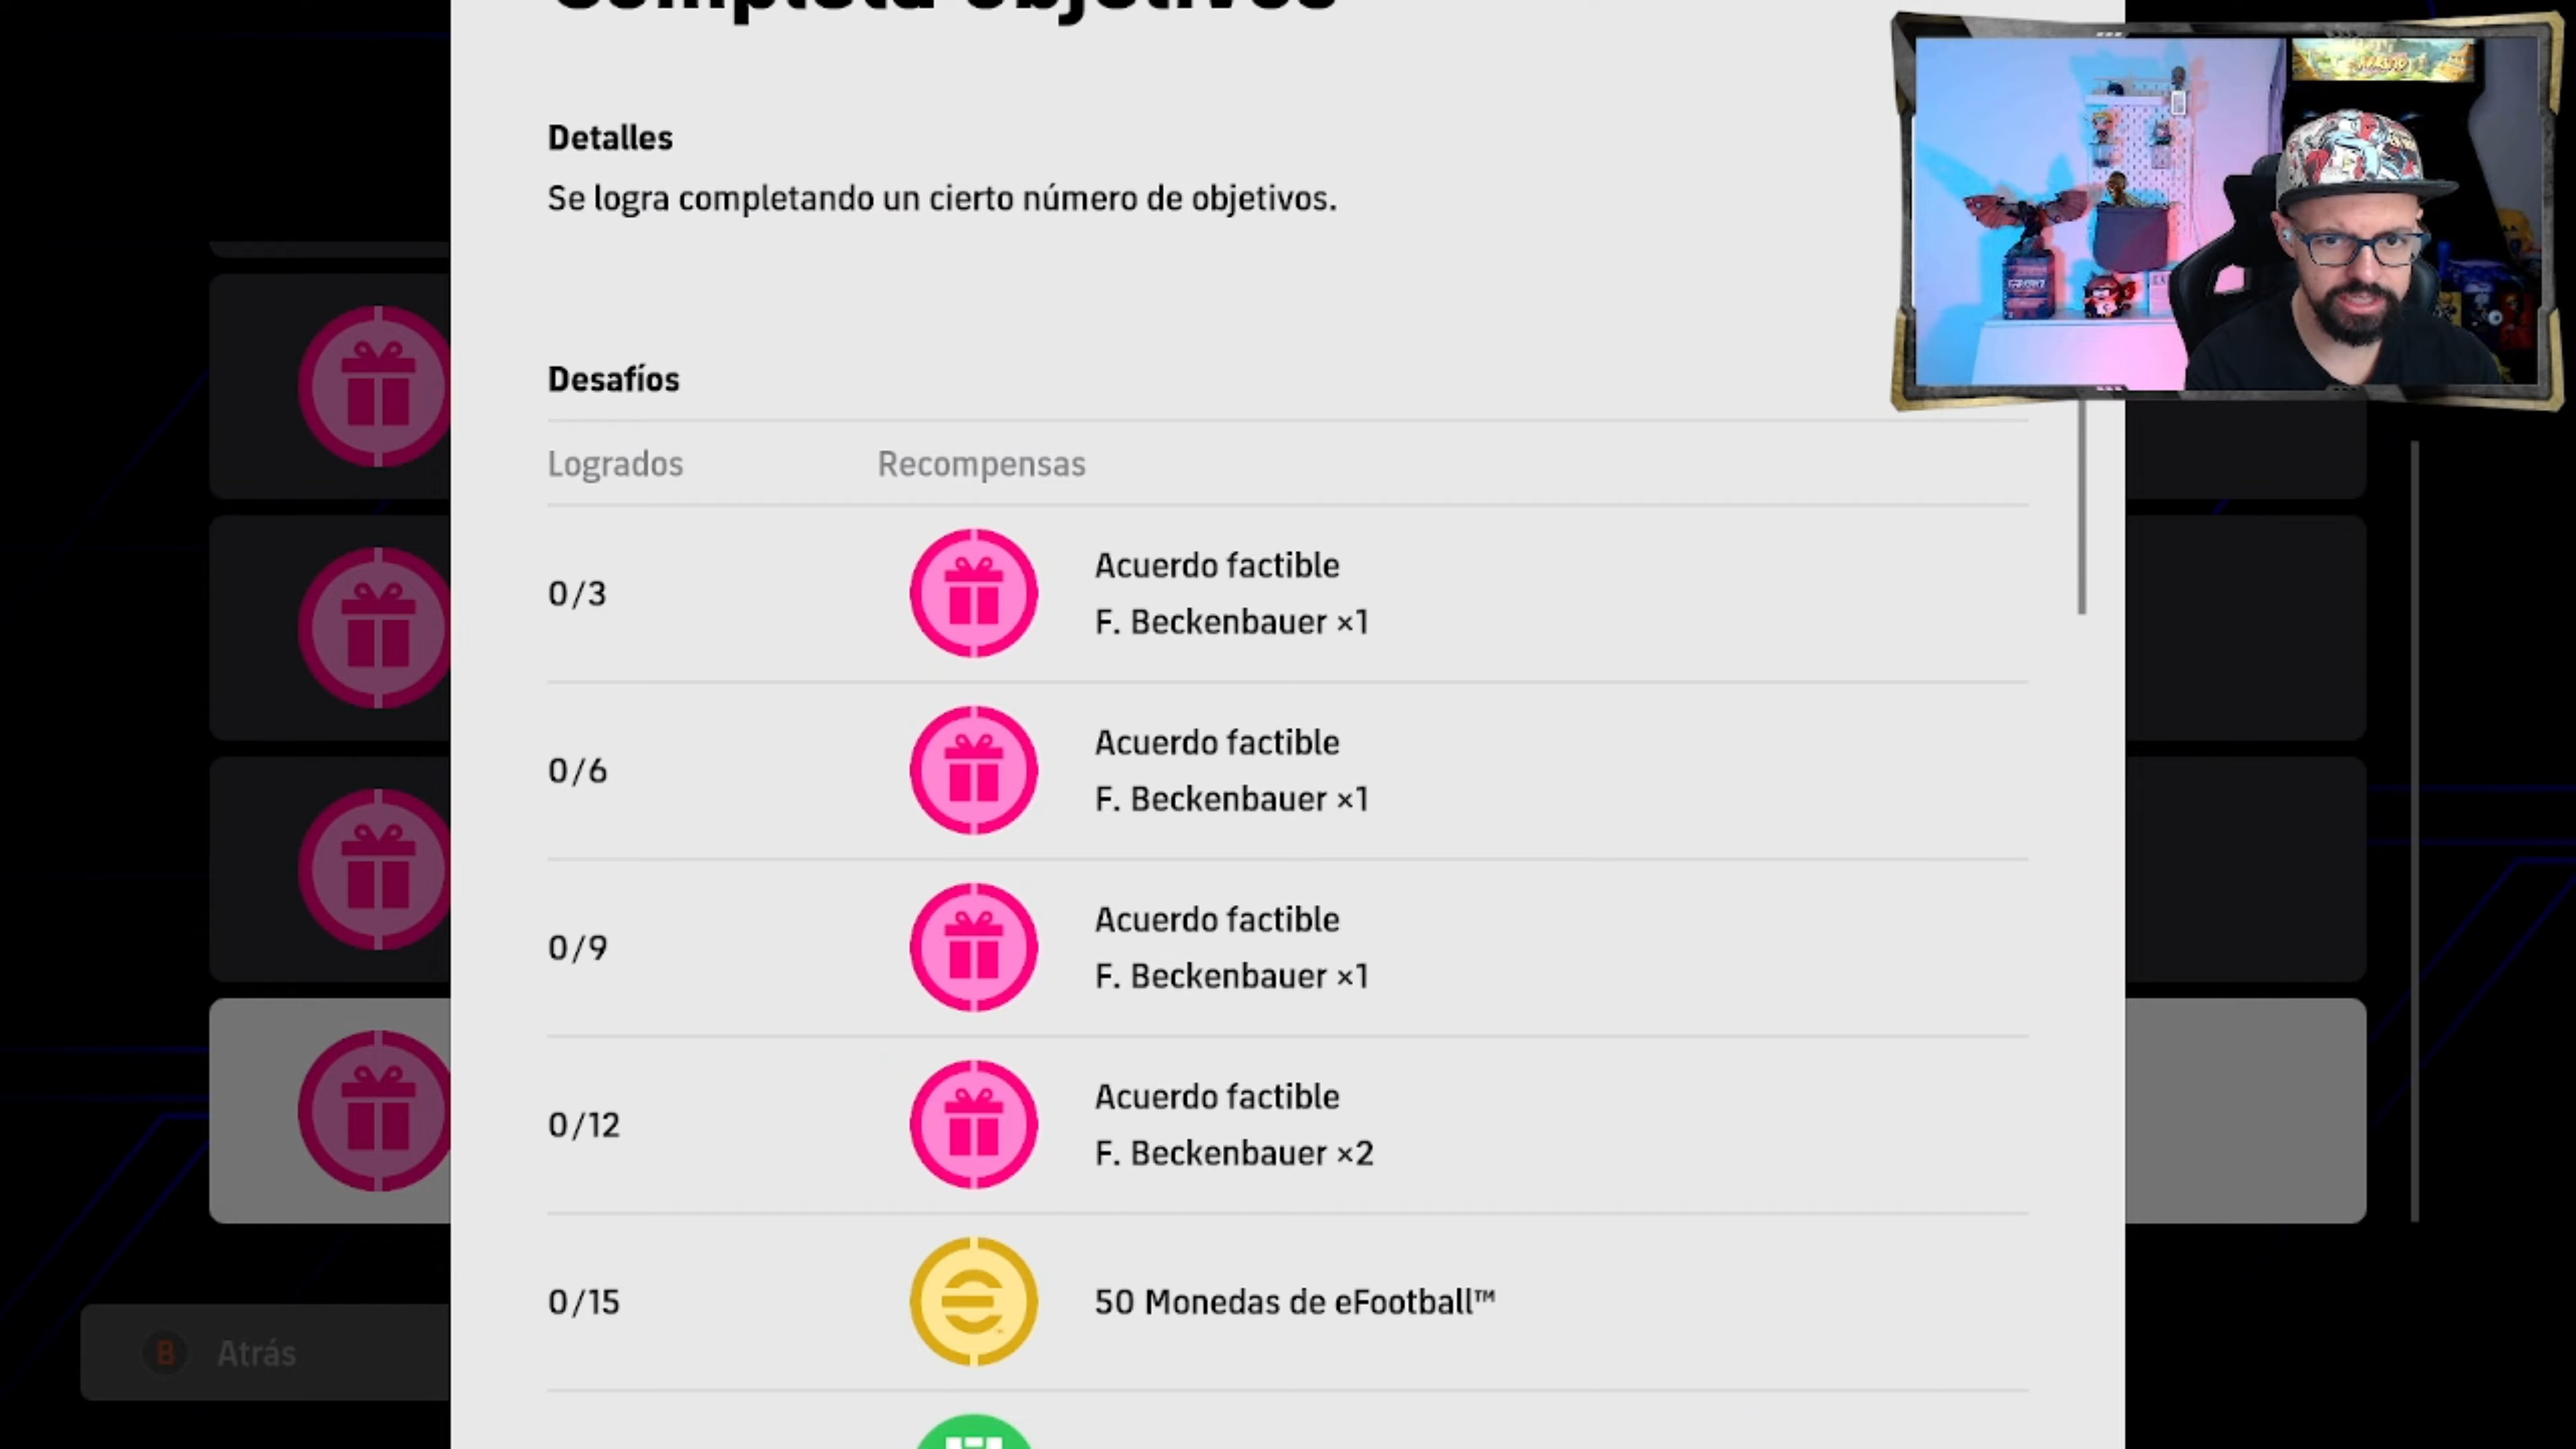 Completa objetivos
Detalles
Se logra completando un cierto número de objetivos.
Desafíos
Logrados Recompensas
0/3
Acuerdo factible
F. Beckenbauer ×1
0/6
Acuerdo factible
F. Beckenbauer ×1
0/9
Acuerdo factible
F. Beckenbauer ×1
0/12
Acuerdo factible
F. Beckenbauer ×2
0/15
50 Monedas de eFootball™
B Atrás